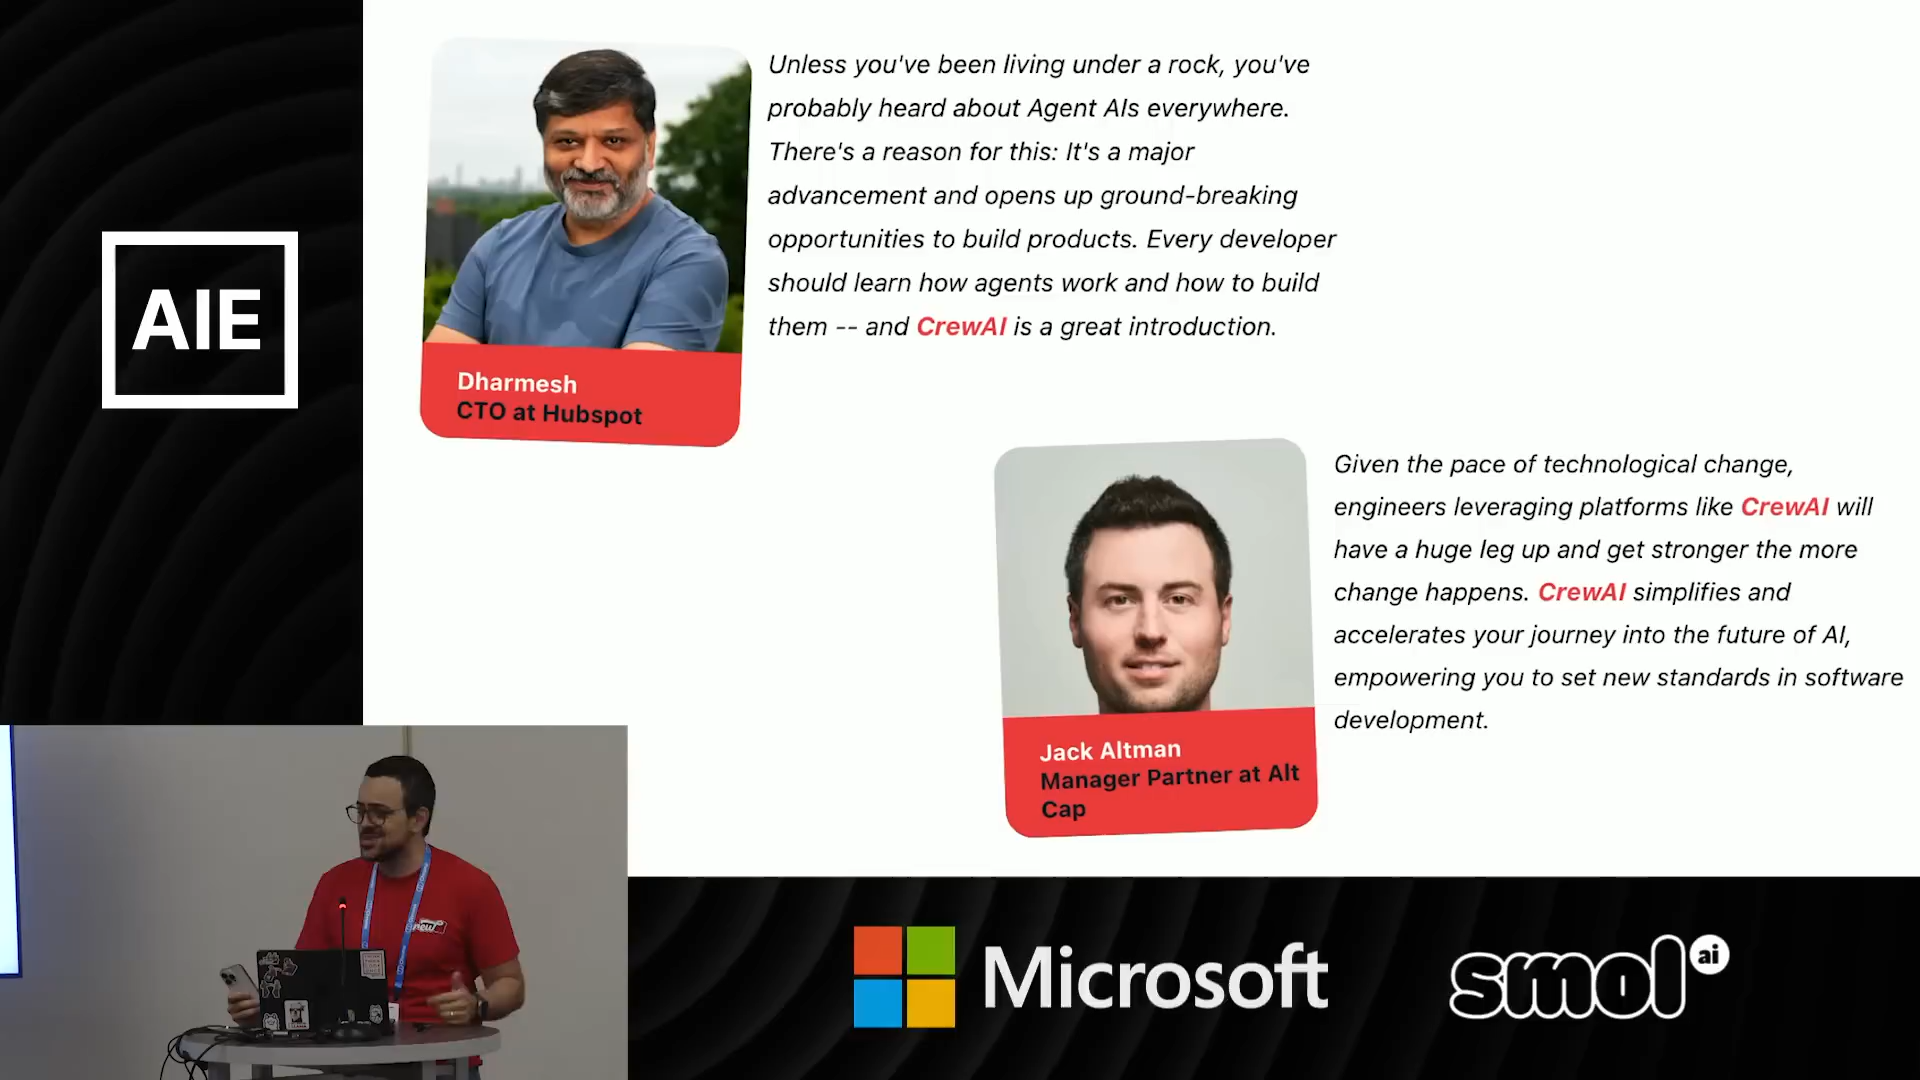 AIE
Unless you've been living under a rock, you've
probably heard about Agent AIs everywhere.
There's a reason for this: It's a major
advancement and opens up ground-breaking
opportunities to build products. Every developer
should learn how agents work and how to build
them -- and CrewAI is a great introduction.
Dharmesh
CTO at Hubspot
Given the pace of technological change,
engineers leveraging platforms like CrewAI will
have a huge leg up and get stronger the more
change happens. CrewAI simplifies and
accelerates your journey into the future of AI,
empowering you to set new standards in software
development.
Jack Altman
Manager Partner at Alt
Cap
Microsoft
smol ai